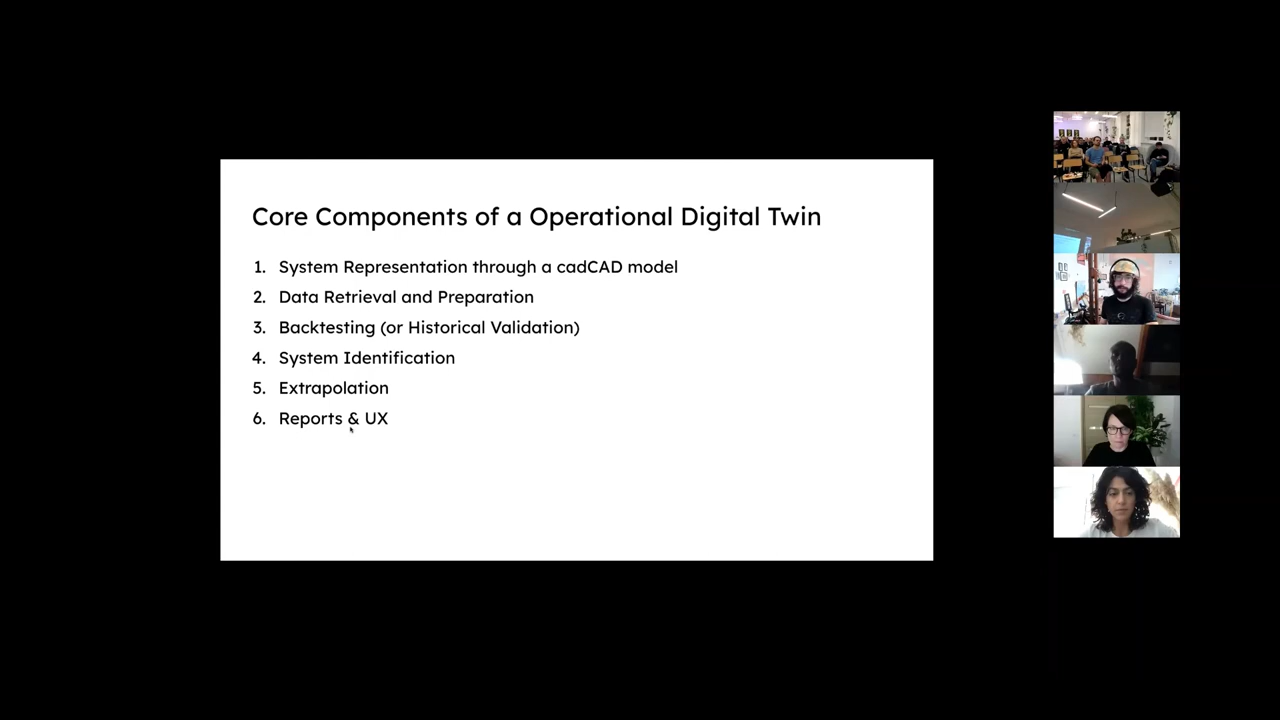 Core Components of a Operational Digital Twin
1. System Representation through a cadCAD model
2. Data Retrieval and Preparation
3. Backtesting (or Historical Validation)
4. System Identification
5. Extrapolation
6. Reports & UX